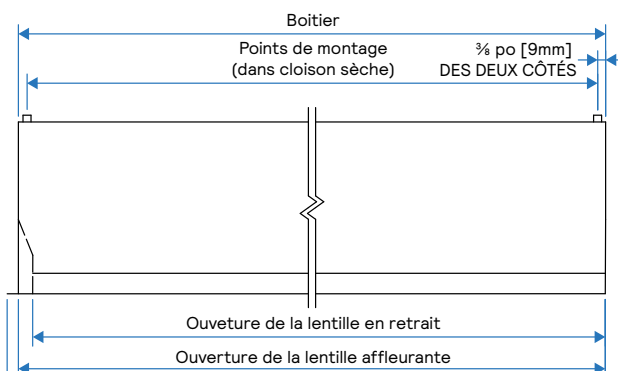 Boitier
Points de montage
(dans cloison sèche)
⅜ po [9mm]
DES DEUX CÔTÉS
Ouveture de la lentille en retrait
Ouverture de la lentille affleurante